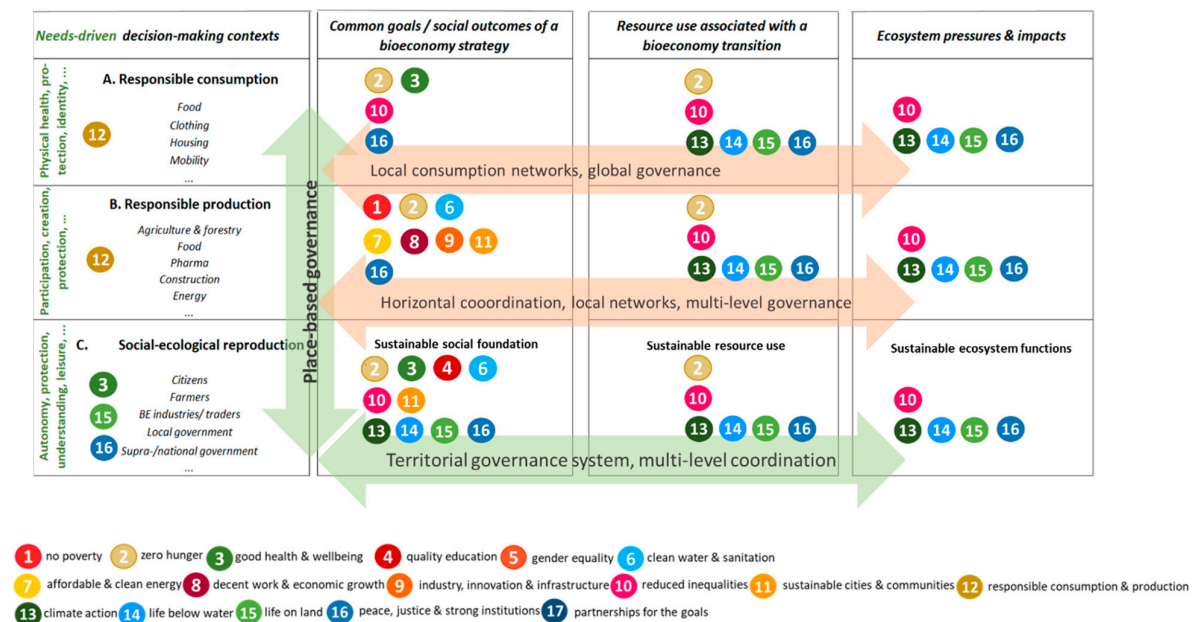 Needs-driven decision-making contexts
Common goals / social outcomes of a
bioeconomy strategy
Resource use associated with a
bioeconomy transition
Ecosystem pressures & impacts
Physical health, pro-
tection, identity, ...
A. Responsible consumption
12
Food
Clothing
Housing
Mobility
...
2 3
10
16
2
10
13 14 15 16
10
13 14 15 16
Local consumption networks, global governance
Place-based governance
Participation, creation,
protection, ...
B. Responsible production
12
Agriculture & forestry
Food
Pharma
Construction
Energy
...
1 2 6
7 8 9 11
16
2
10
13 14 15 16
10
13 14 15 16
Horizontal cooordination, local networks, multi-level governance
Autonomy, protection,
understanding, leisure, ...
C. Social-ecological reproduction
3
15
16
Citizens
Farmers
BE industries/ traders
Local government
Supra-/national government
...
Sustainable social foundation
2 3 4 6
10 11
13 14 15 16
Sustainable resource use
2
10
13 14 15 16
Sustainable ecosystem functions
10
13 14 15 16
Territorial governance system, multi-level coordination
1 no poverty 2 zero hunger 3 good health & wellbeing 4 quality education 5 gender equality 6 clean water & sanitation
7 affordable & clean energy 8 decent work & economic growth 9 industry, innovation & infrastructure 10 reduced inequalities 11 sustainable cities & communities 12 responsible consumption & production
13 climate action 14 life below water 15 life on land 16 peace, justice & strong institutions 17 partnerships for the goals